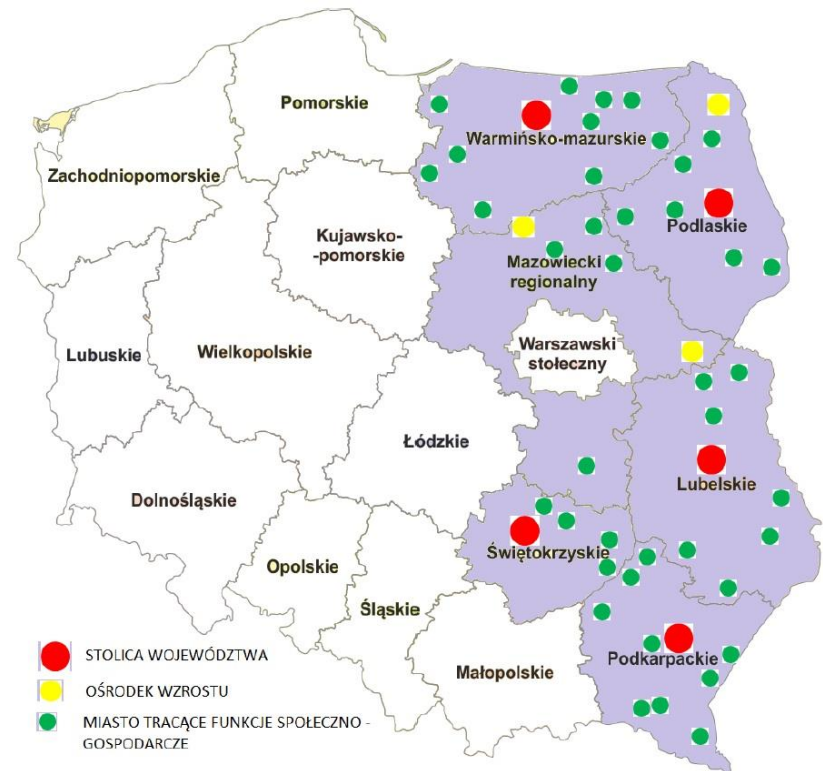 Pomorskie
Warmińsko-mazurskie
Zachodniopomorskie
Podlaskie
Kujawsko-
-pomorskie
Mazowiecki
regionalny
Warszawski
stołeczny
Lubuskie
Wielkopolskie
Łódzkie
Lubelskie
Dolnośląskie
Świętokrzyskie
Opolskie
Śląskie
Małopolskie
Podkarpackie
STOLICA WOJEWÓDZTWA
OŚRODEK WZROSTU
MIASTO TRACĄCE FUNKCJE SPOŁECZNO -
GOSPODARCZE